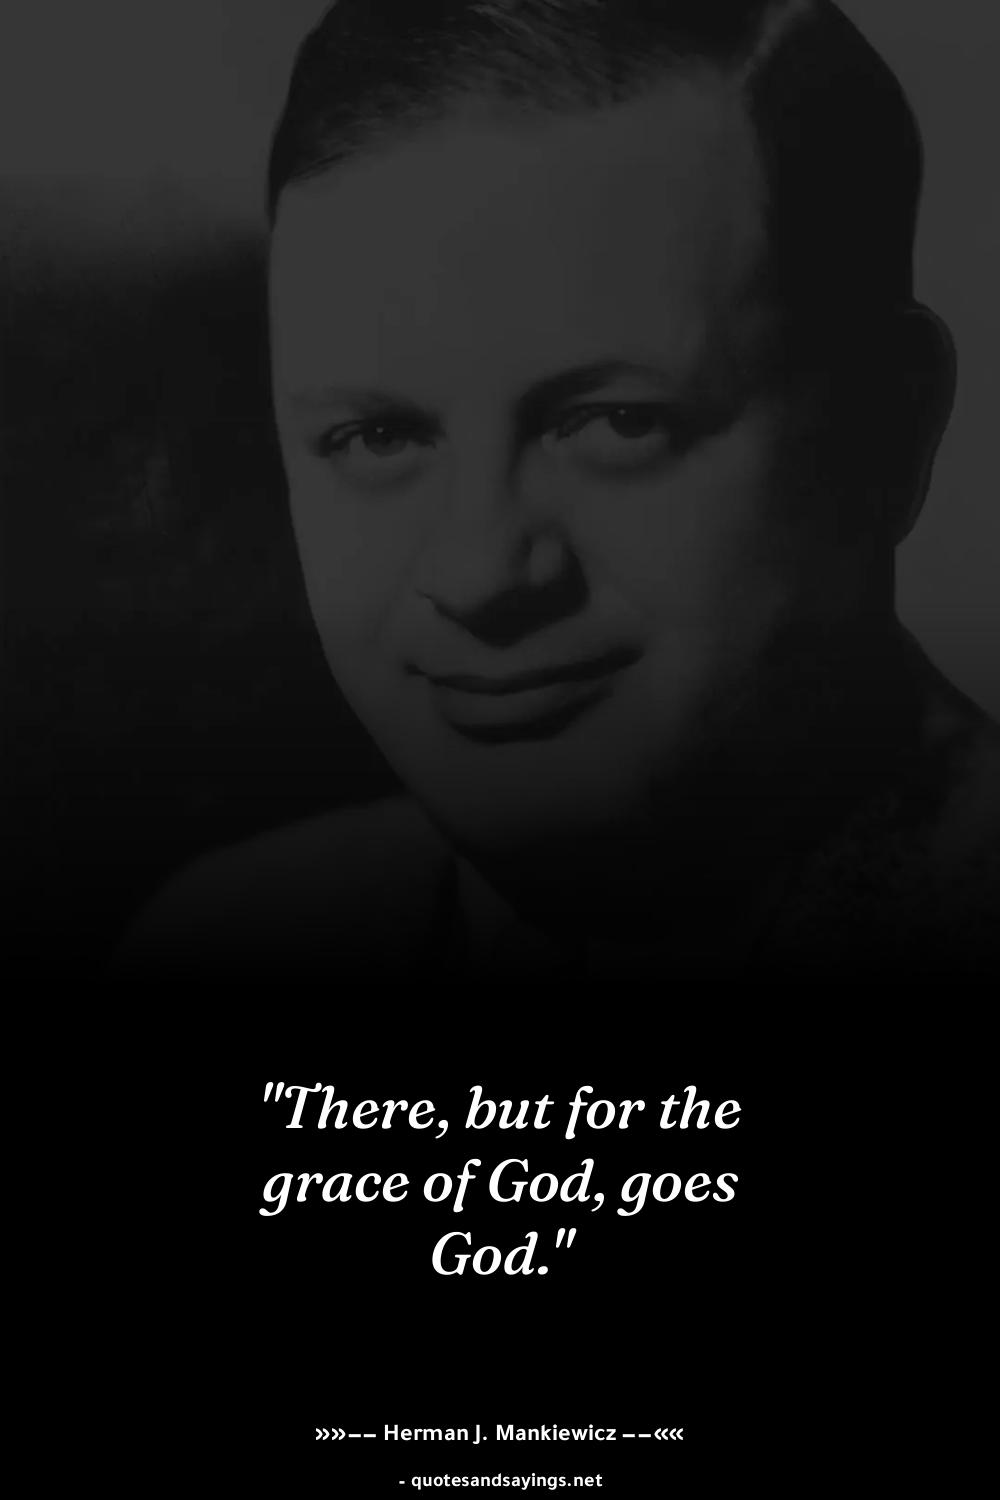 "There, but for the
grace of God, goes
God."
»»–– Herman J. Mankiewicz ––««
- quotesandsayings.net